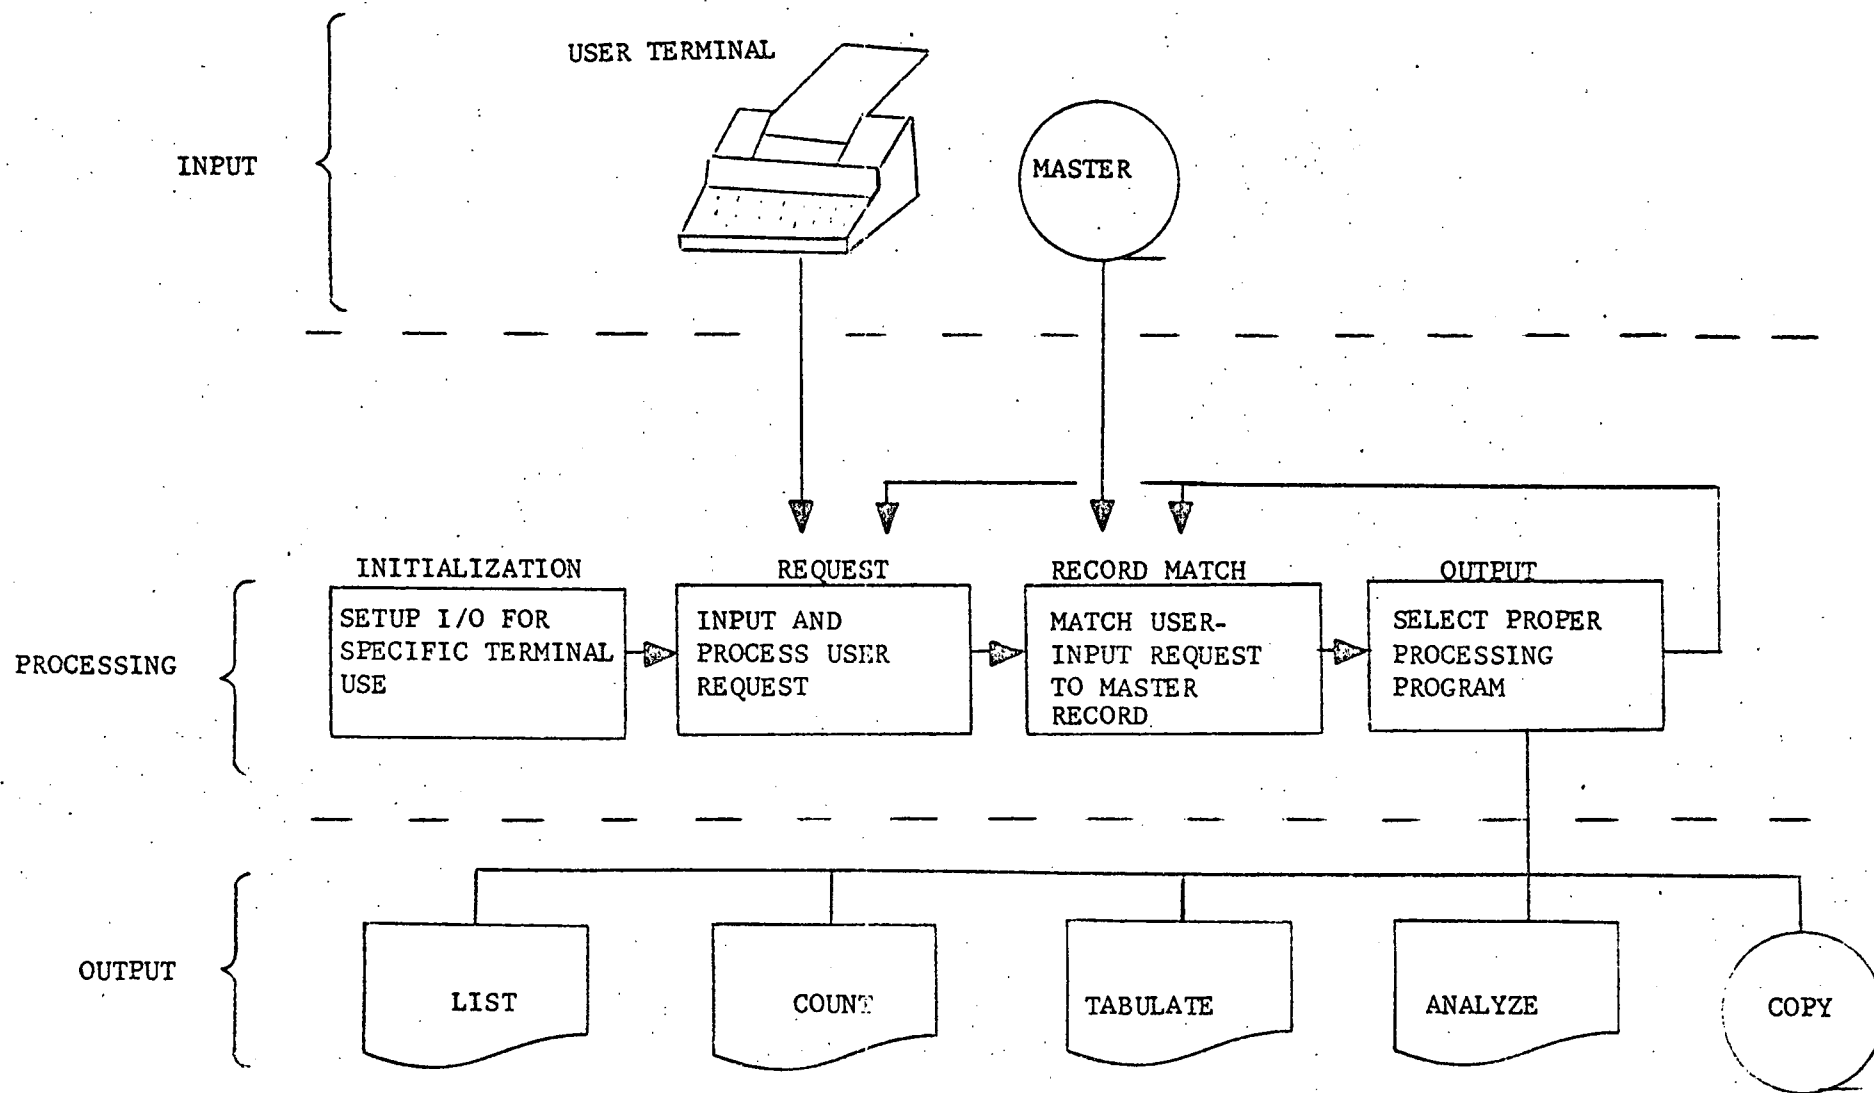 USER TERMINAL
INPUT
MASTER
INITIALIZATION
REQUEST
RECORD MATCH
OUTPUT
PROCESSING
SETUP I/O FOR
SPECIFIC TERMINAL
USE
INPUT AND
PROCESS USER
REQUEST
MATCH USER-
INPUT REQUEST
TO MASTER
RECORD
SELECT PROPER
PROCESSING
PROGRAM
OUTPUT
LIST
COUNT
TABULATE
ANALYZE
COPY